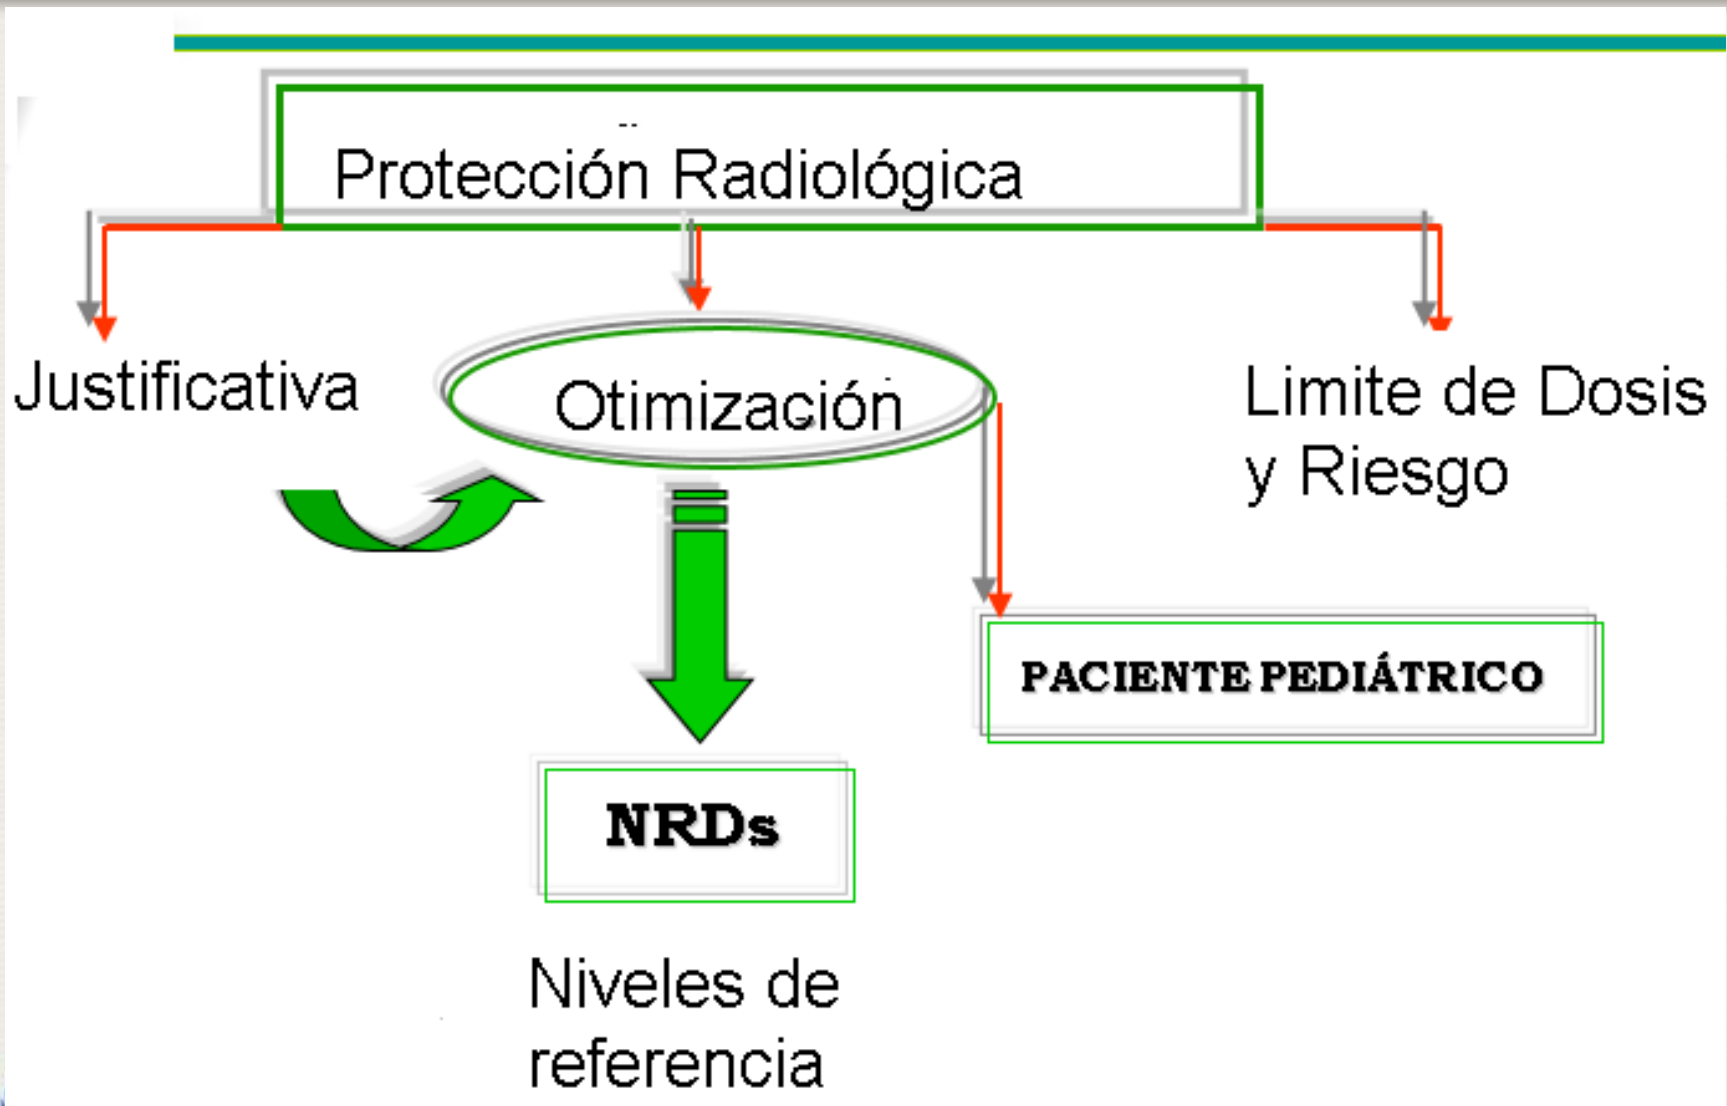 Protección Radiológica
Justificativa
Otimización
Limite de Dosis
y Riesgo
PACIENTE PEDIÁTRICO
NRDs
Niveles de
referencia